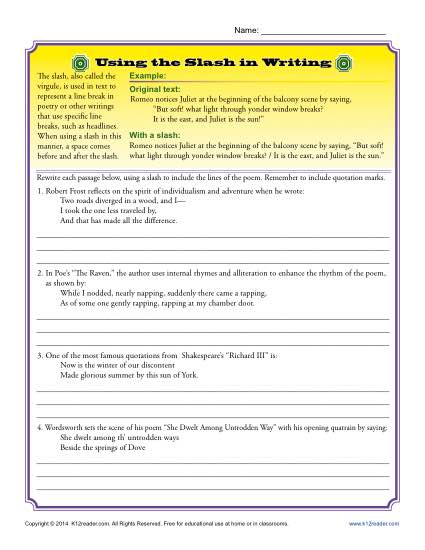 Name: ____________________
Using the Slash in Writing
The slash, also called the
virgule, is used in text to
represent a line break in
poetry or other writings
that use specific line
breaks, such as headlines.
When using a slash in this
manner, a space comes
before and after the slash.
Example:
Original text:
Romeo notices Juliet at the beginning of the balcony scene by saying,
"But soft! what light through yonder window breaks?
It is the east, and Juliet is the sun!"
With a slash:
Romeo notices Juliet at the beginning of the balcony scene by saying, "But soft!
what light through yonder window breaks? / It is the east, and Juliet is the sun."
Rewrite each passage below, using a slash to include the lines of the poem. Remember to include quotation marks.
1. Robert Frost reflects on the spirit of individualism and adventure when he wrote:
Two roads diverged in a wood, and I—
I took the one less traveled by,
And that has made all the difference.
2. In Poe's "The Raven," the author uses internal rhymes and alliteration to enhance the rhythm of the poem,
as shown by:
While I nodded, nearly napping, suddenly there came a tapping,
As of some one gently rapping, rapping at my chamber door.
3. One of the most famous quotations from Shakespeare's "Richard III" is:
Now is the winter of our discontent
Made glorious summer by this sun of York.
4. Wordsworth sets the scene of his poem "She Dwelt Among Untrodden Way" with his opening quatrain by saying:
She dwelt among th' untrodden ways
Beside the springs of Dove
Copyright © 2014 K12reader.com. All Rights Reserved. Free for educational use at home or in classrooms.
www.k12reader.com